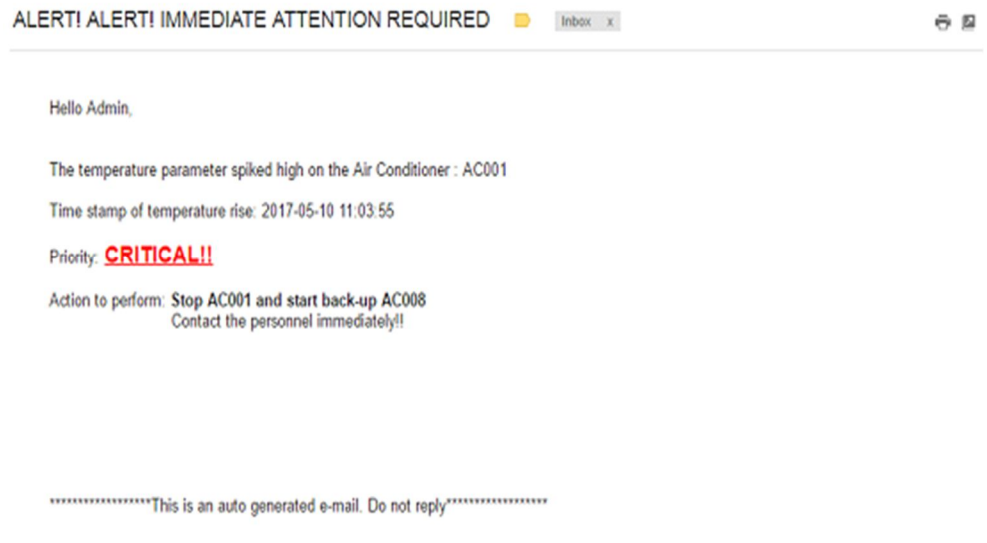 ALERT! ALERT! IMMEDIATE ATTENTION REQUIRED Inbox x
Hello Admin,
The temperature parameter spiked high on the Air Conditioner : AC001
Time stamp of temperature rise: 2017-05-10 11:03:55
Priority: CRITICAL!!
Action to perform: Stop AC001 and start back-up AC008
Contact the personnel immediately!!
******************This is an auto generated e-mail. Do not reply******************